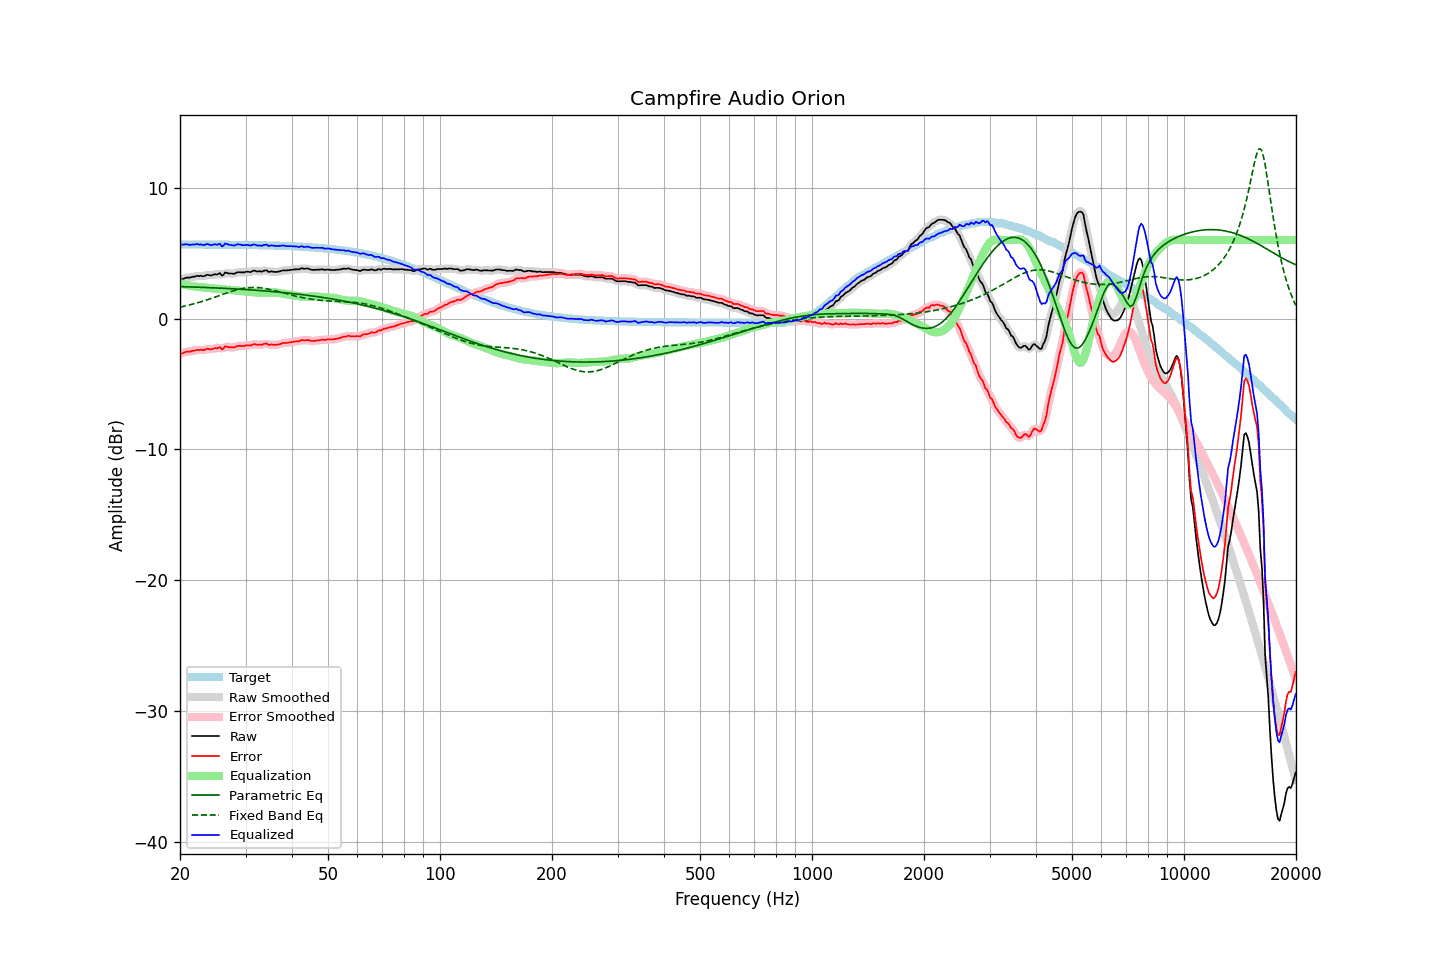 Campfire Audio Orion
10
0
−10
−20
−30
−40
Amplitude (dBr)
Target
Raw Smoothed
Error Smoothed
Raw
Error
Equalization
Parametric Eq
Fixed Band Eq
Equalized
20
50
100
200
500
1000
2000
5000
10000
20000
Frequency (Hz)